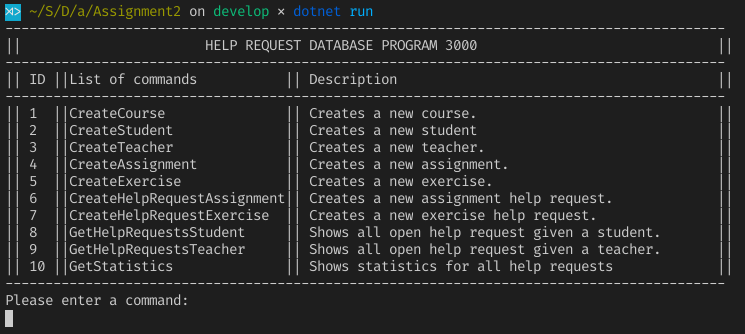 ~/S/D/a/Assignment2 on develop × dotnet run
------------------------------------------------------------------------------------------
||                       HELP REQUEST DATABASE PROGRAM 3000                              ||
------------------------------------------------------------------------------------------
|| ID ||List of commands           || Description                                        ||
------------------------------------------------------------------------------------------
|| 1  ||CreateCourse               || Creates a new course.                              ||
|| 2  ||CreateStudent              || Creates a new student                              ||
|| 3  ||CreateTeacher              || Creates a new teacher.                             ||
|| 4  ||CreateAssignment           || Creates a new assignment.                          ||
|| 5  ||CreateExercise             || Creates a new exercise.                            ||
|| 6  ||CreateHelpRequestAssignment|| Creates a new assignment help request.             ||
|| 7  ||CreateHelpRequestExercise  || Creates a new exercise help request.               ||
|| 8  ||GetHelpRequestsStudent     || Shows all open help request given a student.       ||
|| 9  ||GetHelpRequestsTeacher     || Shows all open help request given a teacher.       ||
|| 10 ||GetStatistics              || Shows statistics for all help requests             ||
------------------------------------------------------------------------------------------
Please enter a command: